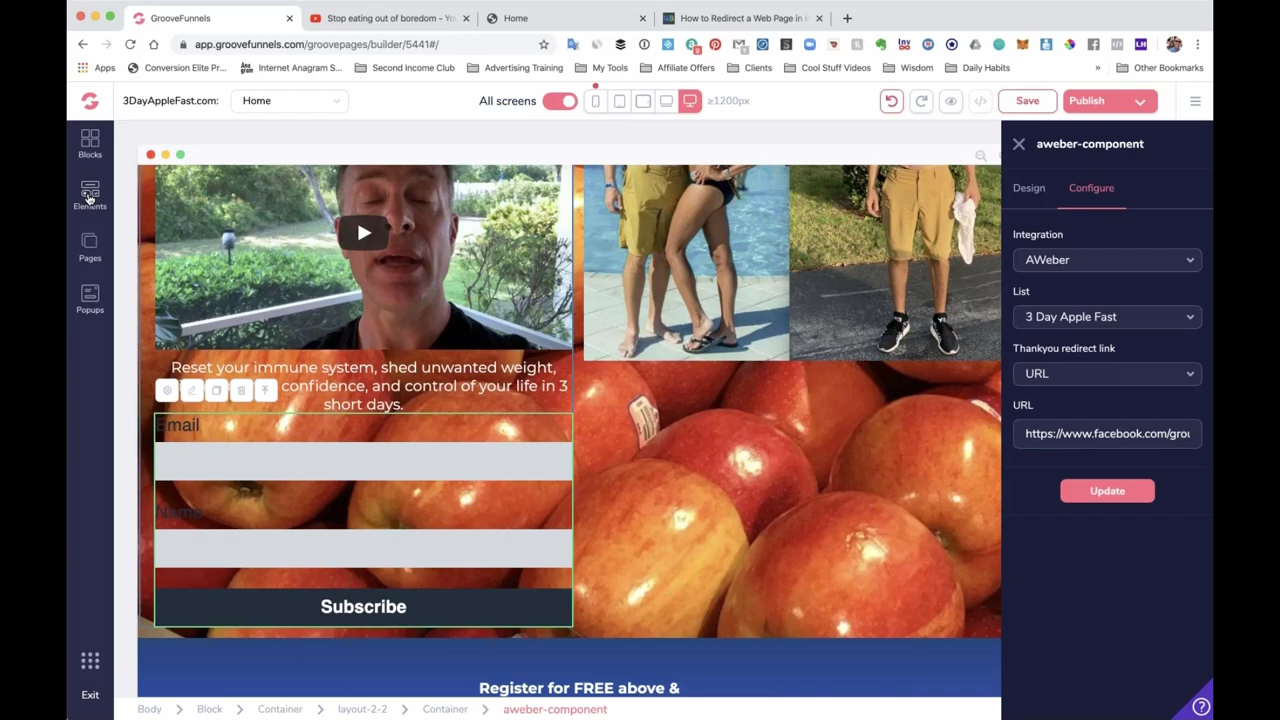 GrooveFunnels
Stop eating out of boredom - Yo
Home
How to Redirect a Web Page in H
app.groovefunnels.com/groovepages/builder/5441#/
Apps
Conversion Elite Pr...
Internet Anagram S...
Second Income Club
Advertising Training
My Tools
Affiliate Offers
Clients
Cool Stuff Videos
Wisdom
Daily Habits
»
Other Bookmarks
3DayAppleFast.com:
Home
All screens
≥1200px
Save
Publish
Blocks
Elements
Pages
Popups
Exit
Reset your immune system, shed unwanted weight,
confidence, and control of your life in 3
short days.
Email
Name
Subscribe
Register for FREE above &
Body
Block
Container
layout-2-2
Container
aweber-component
aweber-component
Design
Configure
Integration
AWeber
List
3 Day Apple Fast
Thankyou redirect link
URL
URL
https://www.facebook.com/grou
Update